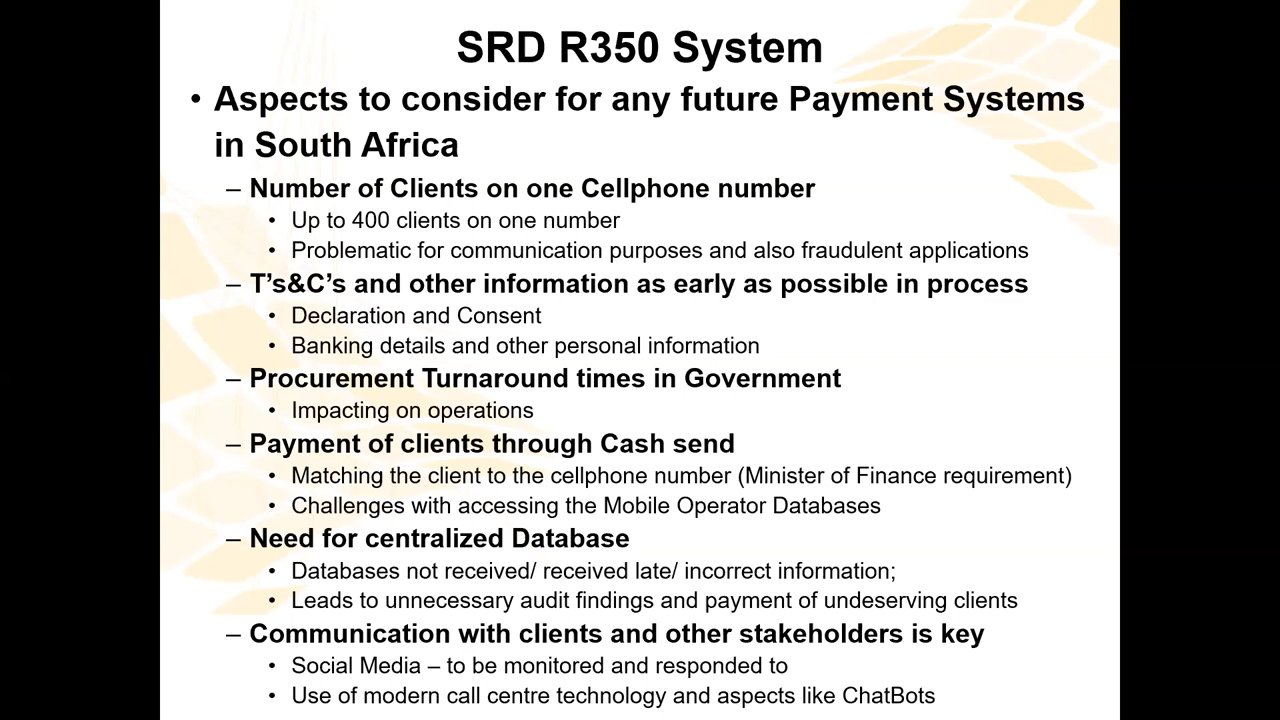 SRD R350 System
• Aspects to consider for any future Payment Systems
in South Africa
– Number of Clients on one Cellphone number
• Up to 400 clients on one number
• Problematic for communication purposes and also fraudulent applications
– T’s&C’s and other information as early as possible in process
• Declaration and Consent
• Banking details and other personal information
– Procurement Turnaround times in Government
• Impacting on operations
– Payment of clients through Cash send
• Matching the client to the cellphone number (Minister of Finance requirement)
• Challenges with accessing the Mobile Operator Databases
– Need for centralized Database
• Databases not received/ received late/ incorrect information;
• Leads to unnecessary audit findings and payment of undeserving clients
– Communication with clients and other stakeholders is key
• Social Media – to be monitored and responded to
• Use of modern call centre technology and aspects like ChatBots